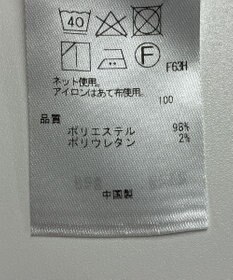 40
F
F63H
ネット使用。
アイロンはあて布使用。
100
品質
ポリエステル 98%
ポリウレタン 2%
中国製